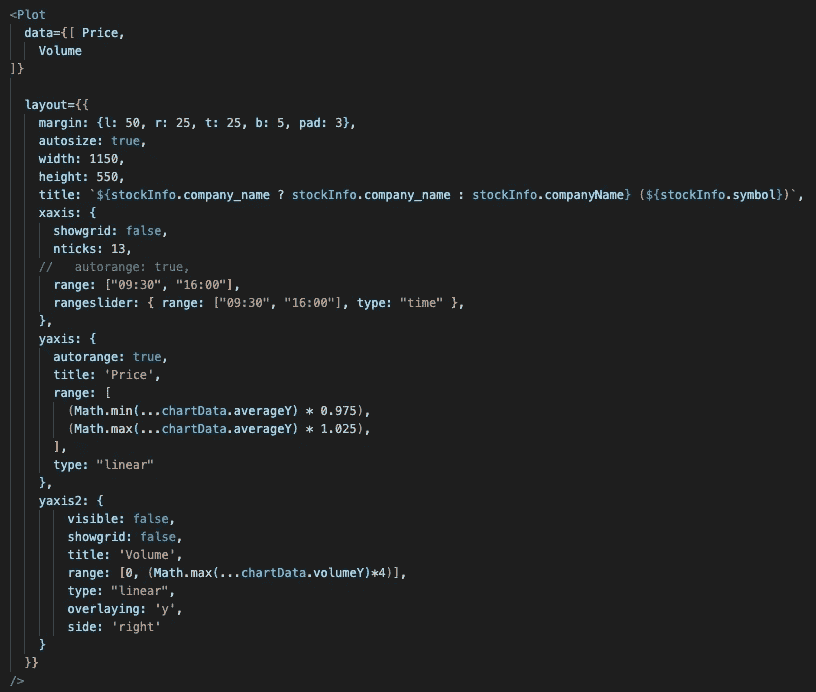 <Plot
data={[ Price,
Volume
]}
layout={{
margin: {l: 50, r: 25, t: 25, b: 5, pad: 3},
autosize: true,
width: 1150,
height: 550,
title: `${stockInfo.company_name ? stockInfo.company_name : stockInfo.companyName} (${stockInfo.symbol})`,
xaxis: {
showgrid: false,
nticks: 13,
//   autorange: true,
range: ["09:30", "16:00"],
rangeslider: { range: ["09:30", "16:00"], type: "time" },
},
yaxis: {
autorange: true,
title: 'Price',
range: [
(Math.min(...chartData.averageY) * 0.975),
(Math.max(...chartData.averageY) * 1.025),
],
type: "linear"
},
yaxis2: {
visible: false,
showgrid: false,
title: 'Volume',
range: [0, (Math.max(...chartData.volumeY)*4)],
type: "linear",
overlaying: 'y',
side: 'right'
}
}}
/>